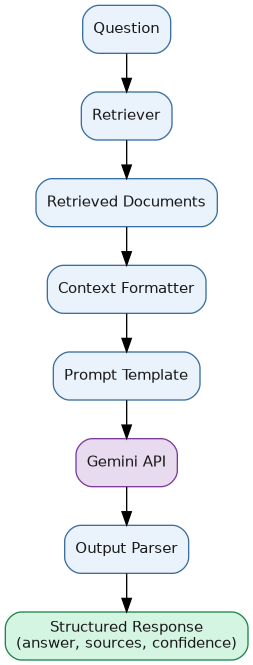 Question
Retriever
Retrieved Documents
Context Formatter
Prompt Template
Gemini API
Output Parser
Structured Response
(answer, sources, confidence)